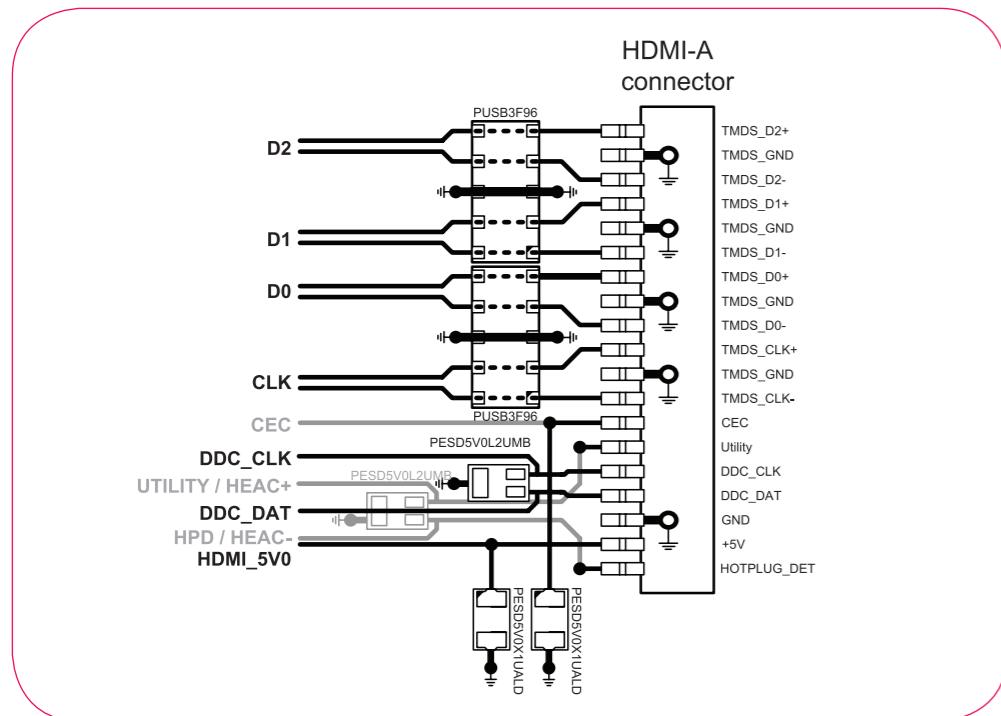 HDMI-A
connector
PUSB3F96
D2
D1
D0
CLK
PUSB3F96
CEC
PESD5V0L2UMB
DDC_CLK
PESD5V0L2UMB
UTILITY / HEAC+
DDC_DAT
HPD / HEAC-
HDMI_5V0
TMDS_D2+
TMDS_GND
TMDS_D2-
TMDS_D1+
TMDS_GND
TMDS_D1-
TMDS_D0+
TMDS_GND
TMDS_D0-
TMDS_CLK+
TMDS_GND
TMDS_CLK-
CEC
Utility
DDC_CLK
DDC_DAT
GND
+5V
HOTPLUG_DET
PESD5V0X1UALD
PESD5V0X1UALD